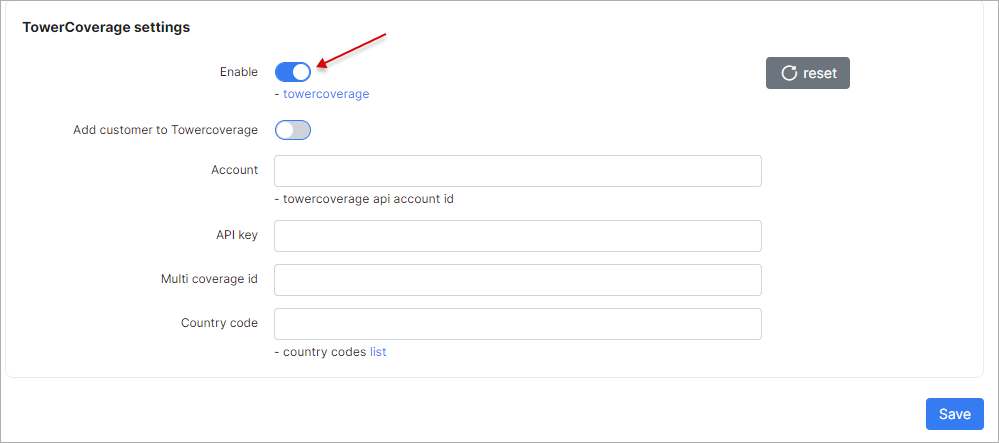 TowerCoverage settings
Enable
reset
- towercoverage
Add customer to Towercoverage
Account
- towercoverage api account id
API key
Multi coverage id
Country code
- country codes list
Save